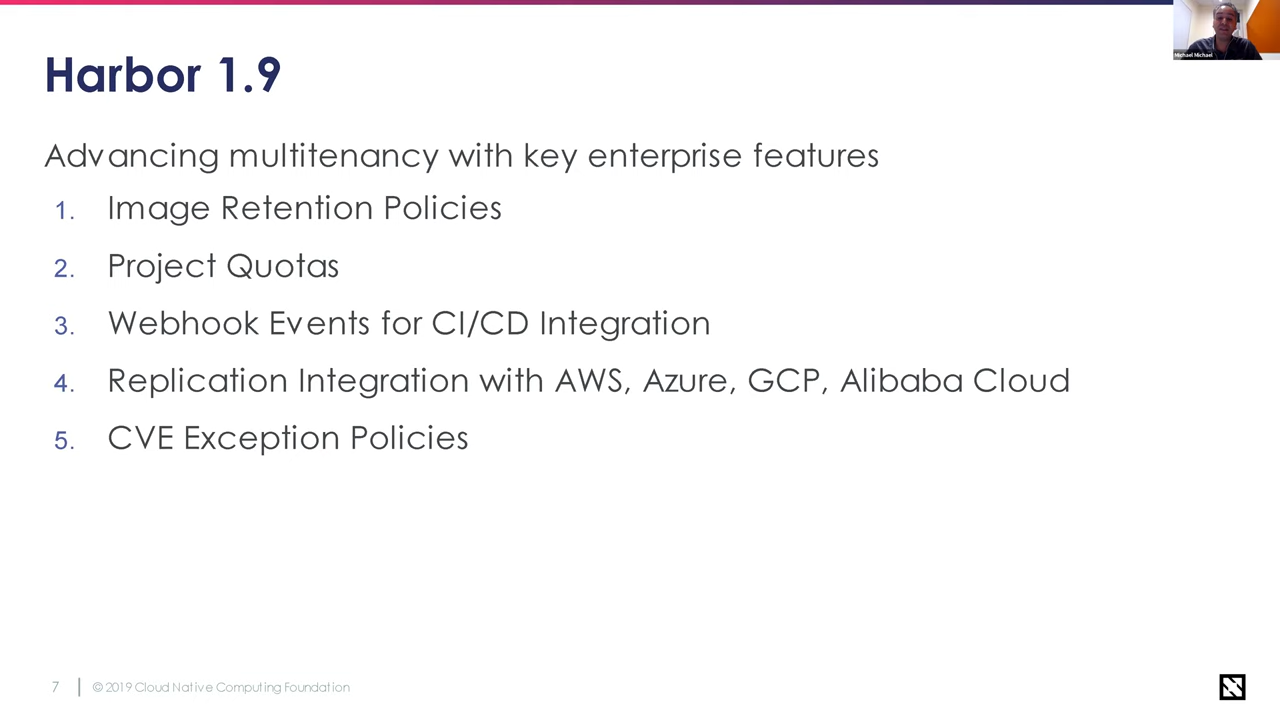 Michael Michael
Harbor 1.9
Advancing multitenancy with key enterprise features
1. Image Retention Policies
2. Project Quotas
3. Webhook Events for CI/CD Integration
4. Replication Integration with AWS, Azure, GCP, Alibaba Cloud
5. CVE Exception Policies
7 | © 2019 Cloud Native Computing Foundation